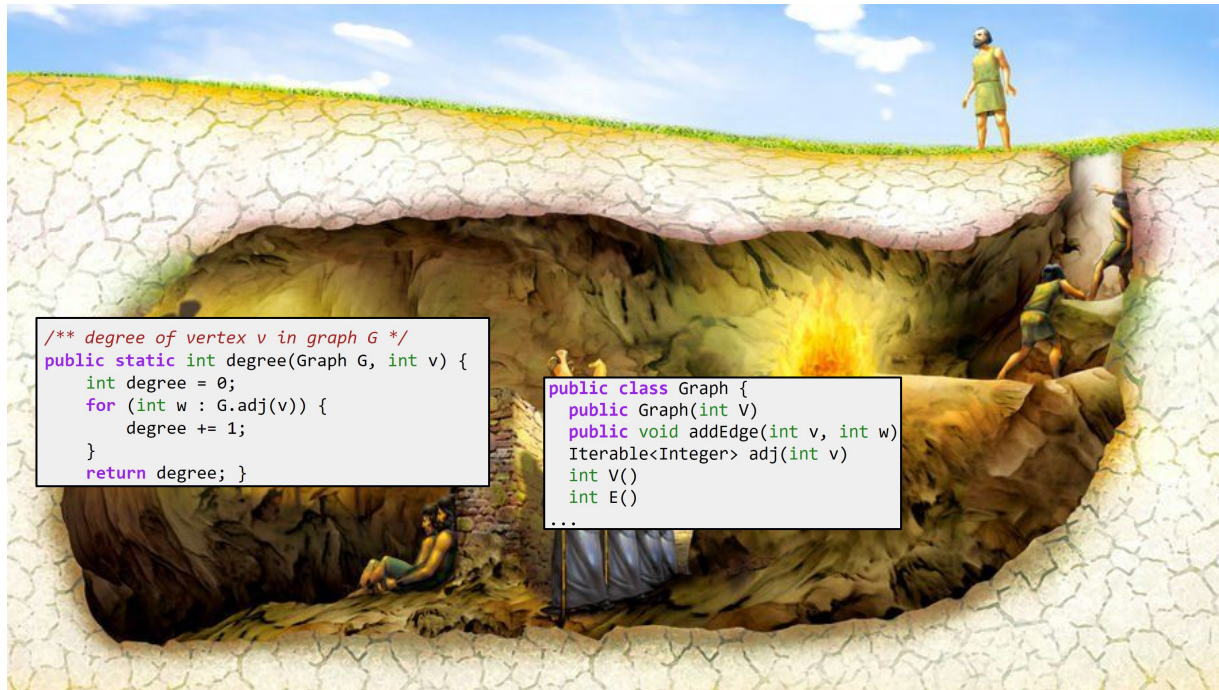 /** degree of vertex v in graph G */
public static int degree(Graph G, int v) {
    int degree = 0;
    for (int w : G.adj(v)) {
        degree += 1;
    }
    return degree; }
public class Graph {
  public Graph(int V)
  public void addEdge(int v, int w)
  Iterable<Integer> adj(int v)
  int V()
  int E()
...